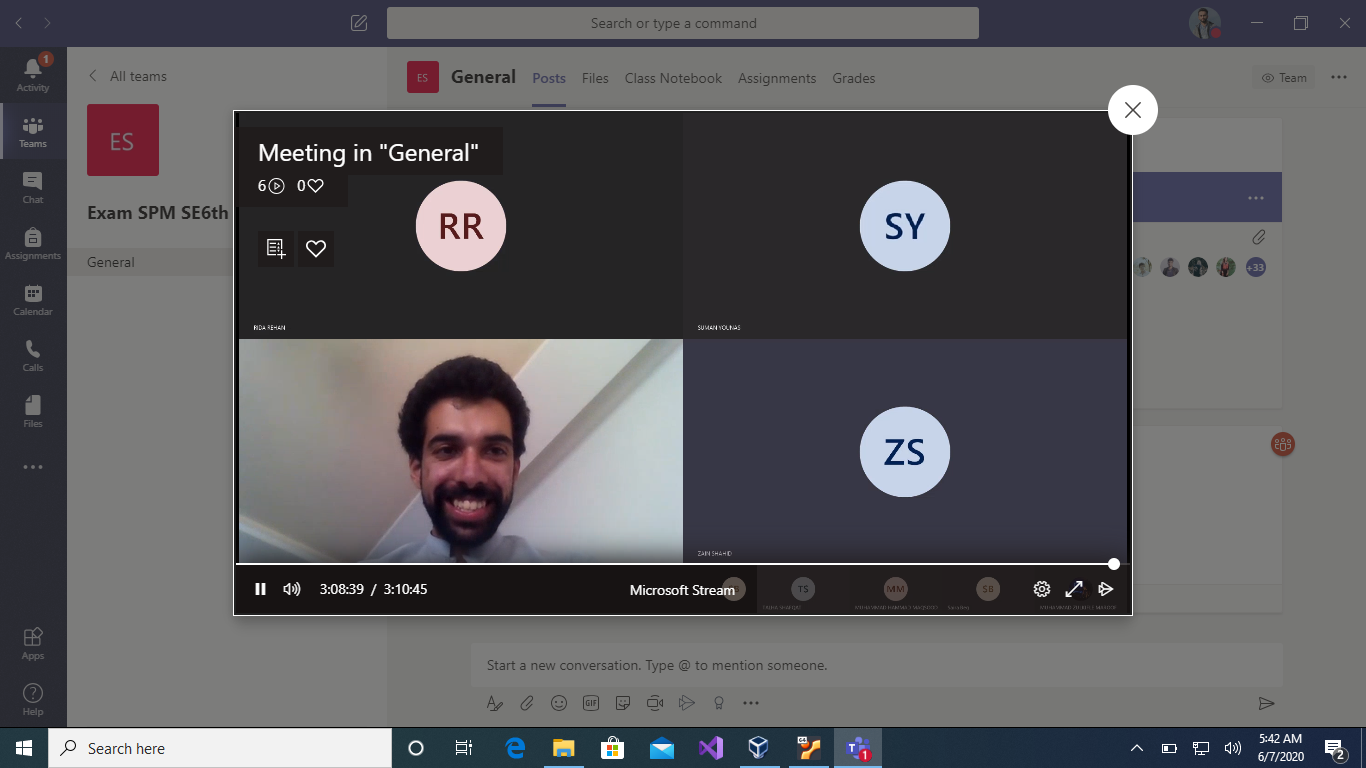 Search or type a command
1
Activity
Teams
Chat
Assignments
Calendar
Calls
Files
Apps
Help
All teams
ES
Exam SPM SE6th
General
ES
General
Posts
Files
Class Notebook
Assignments
Grades
Team
Meeting in "General"
6
0
RR
RIDA REHAN
SY
SUMAN YOUNAS
ZS
ZAIN SHAHID
+33
3:08:39 / 3:10:45
Microsoft Stream
TS
MM
SB
Start a new conversation. Type @ to mention someone.
GIF
Search here
1
5:42 AM
6/7/2020
2